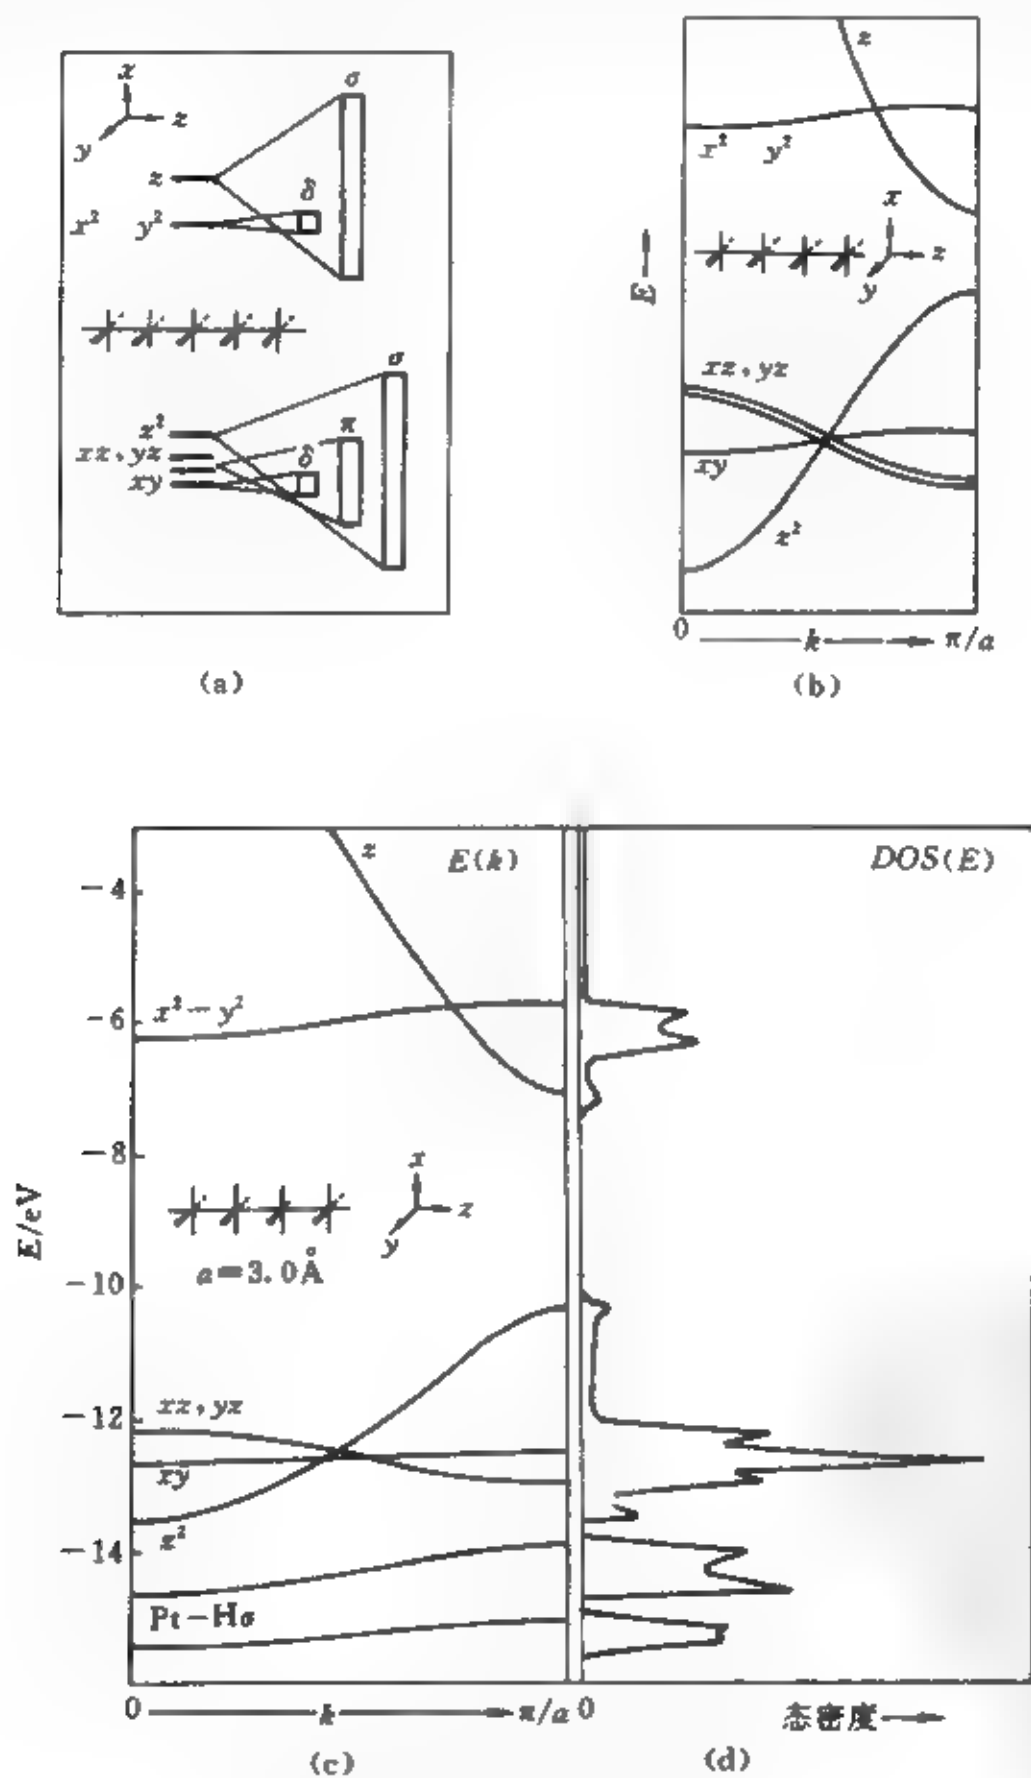 x
z
y
σ
z
δ
x² y²
σ
z²
π
xz, yz
δ
xy
(a)
z
x² y²
x
E
z
y
xz, yz
xy
z²
0 k π/a
(b)
z E(k) DOS(E)
−4
x²−y²
−6
−8
x
z
y
E/eV
a=3.0Å
−10
xz, yz
−12
xy
z²
−14
Pt−Hσ
0 k π/a 0 态密度
(c) (d)